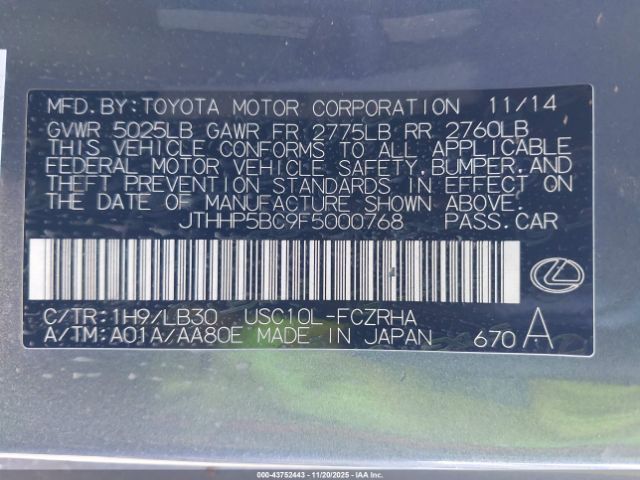 MFD.BY:TOYOTA MOTOR CORPORATION 11/14
GVWR 5025LB GAWR FR 2775LB RR 2760LB
THIS VEHICLE CONFORMS TO ALL APPLICABLE
FEDERAL MOTOR VEHICLE SAFETY,BUMPER,AND
THEFT PREVENTION STANDARDS IN EFFECT ON
THE DATE OF MANUFACTURE SHOWN ABOVE.
JTHHP5BC9F5000768 PASS.CAR
C/TR:1H9/LB30 USC10L-FCZRHA
A/TM:A01A/AA80E MADE IN JAPAN 670 A
000-43752443 - 11/20/2025 - IAAI, Inc.